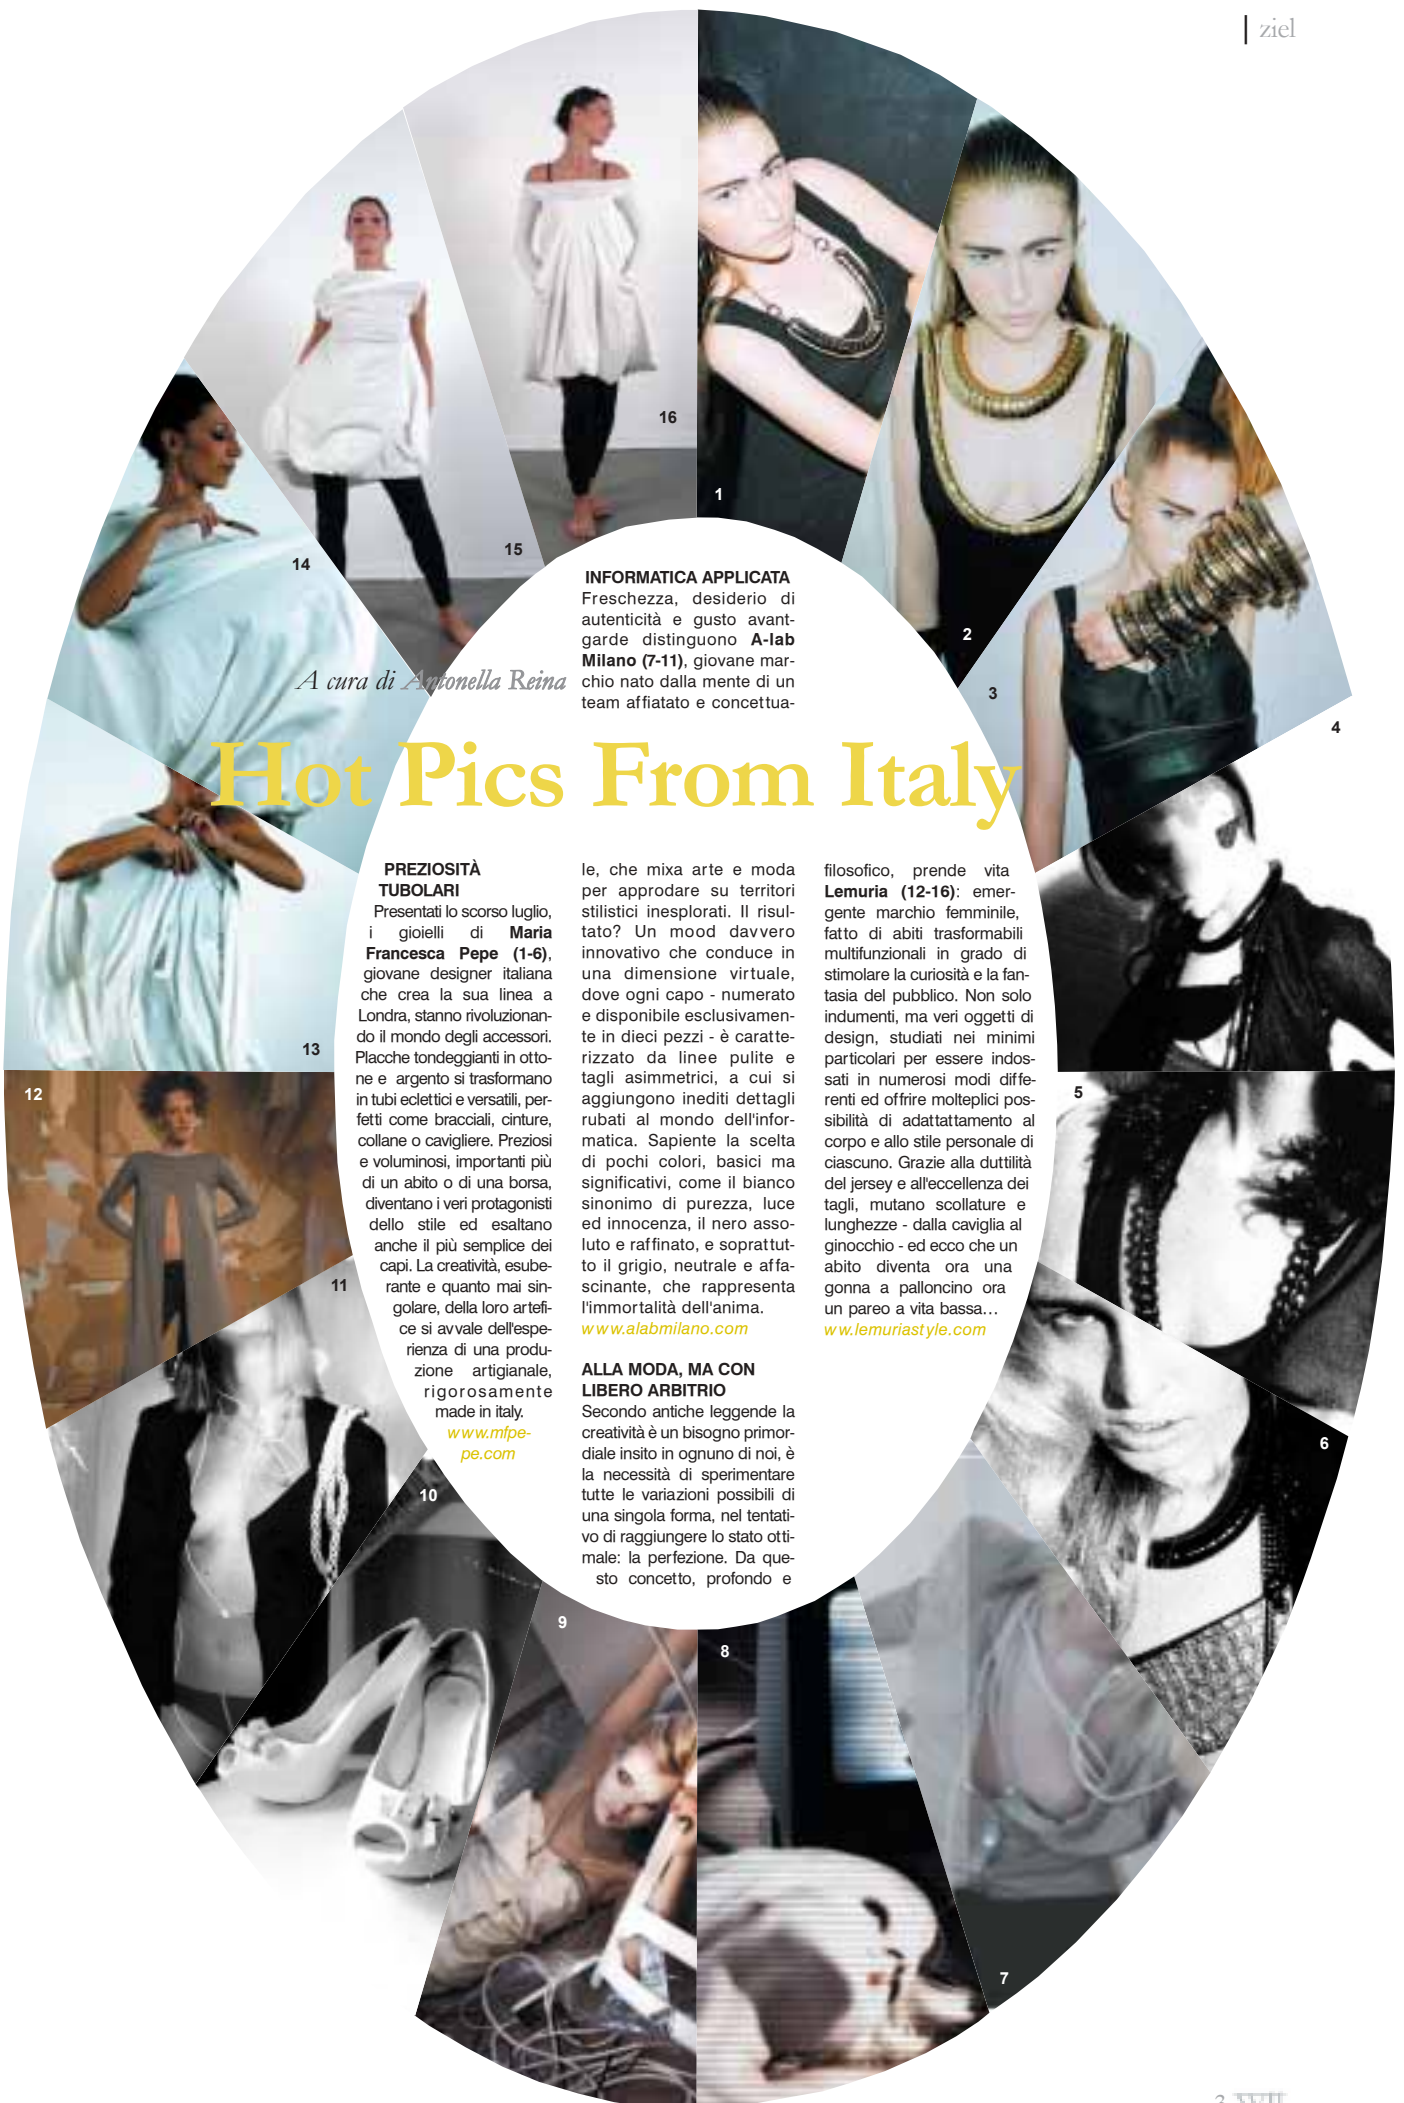 ziel
A cura di Antonella Reina
Hot Pics From Italy
PREZIOSITÀ
TUBOLARI
Presentati lo scorso luglio,
i gioielli di Maria
Francesca Pepe (1-6),
giovane designer italiana
che crea la sua linea a
Londra, stanno rivoluzionan-
do il mondo degli accessori.
Placche tondeggianti in otto-
ne e argento si trasformano
in tubi eclettici e versatili, per-
fetti come bracciali, cinture,
collane o cavigliere. Preziosi
e voluminosi, importanti più
di un abito o di una borsa,
diventano i veri protagonisti
dello stile ed esaltano
anche il più semplice dei
capi. La creatività, esube-
rante e quanto mai sin-
golare, della loro artefi-
ce si avvale dell'espe-
rienza di una produ-
zione artigianale,
rigorosamente
made in italy.
www.mfpe-
pe.com
INFORMATICA APPLICATA
Freschezza, desiderio di
autenticità e gusto avant-
garde distinguono A-lab
Milano (7-11), giovane mar-
chio nato dalla mente di un
team affiatato e concettua-
le, che mixa arte e moda
per approdare su territori
stilistici inesplorati. Il risul-
tato? Un mood davvero
innovativo che conduce in
una dimensione virtuale,
dove ogni capo - numerato
e disponibile esclusivamen-
te in dieci pezzi - è caratte-
rizzato da linee pulite e
tagli asimmetrici, a cui si
aggiungono inediti dettagli
rubati al mondo dell'infor-
matica. Sapiente la scelta
di pochi colori, basici ma
significativi, come il bianco
sinonimo di purezza, luce
ed innocenza, il nero asso-
luto e raffinato, e soprattut-
to il grigio, neutrale e affa-
scinante, che rappresenta
l'immortalità dell'anima.
www.alabmilano.com
ALLA MODA, MA CON
LIBERO ARBITRIO
Secondo antiche leggende la
creatività è un bisogno primor-
diale insito in ognuno di noi, è
la necessità di sperimentare
tutte le variazioni possibili di
una singola forma, nel tentati-
vo di raggiungere lo stato otti-
male: la perfezione. Da que-
sto concetto, profondo e
filosofico, prende vita
Lemuria (12-16): emer-
gente marchio femminile,
fatto di abiti trasformabili
multifunzionali in grado di
stimolare la curiosità e la fan-
tasia del pubblico. Non solo
indumenti, ma veri oggetti di
design, studiati nei minimi
particolari per essere indos-
sati in numerosi modi diffe-
renti ed offrire molteplici pos-
sibilità di adattattamento al
corpo e allo stile personale di
ciascuno. Grazie alla duttilità
del jersey e all'eccellenza dei
tagli, mutano scollature e
lunghezze - dalla caviglia al
ginocchio - ed ecco che un
abito diventa ora una
gonna a palloncino ora
un pareo a vita bassa…
ww.lemuriastyle.com
1
2
3
4
5
6
7
8
9
10
11
12
13
14
15
16